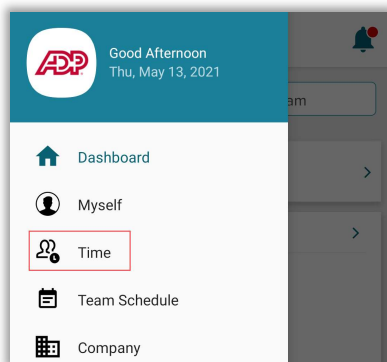 ADP
Good Afternoon
Thu, May 13, 2021
am
Dashboard
Myself
Time
Team Schedule
Company